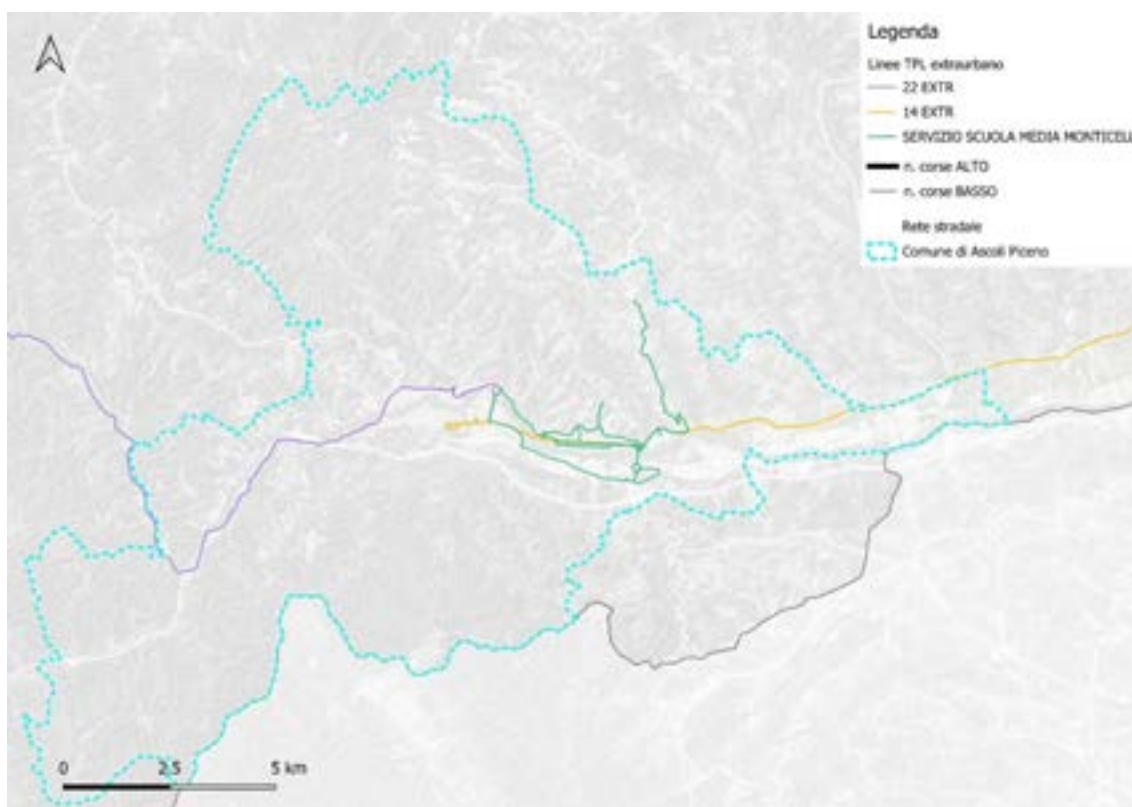 Legenda
Linee TPL extraurbano
22 EXTR
14 EXTR
SERVIZIO SCUOLA MEDIA MONTICELL
n. corse ALTO
n. corse BASSO
Rete stradale
Comune di Ascoli Piceno
0 2.5 5 km